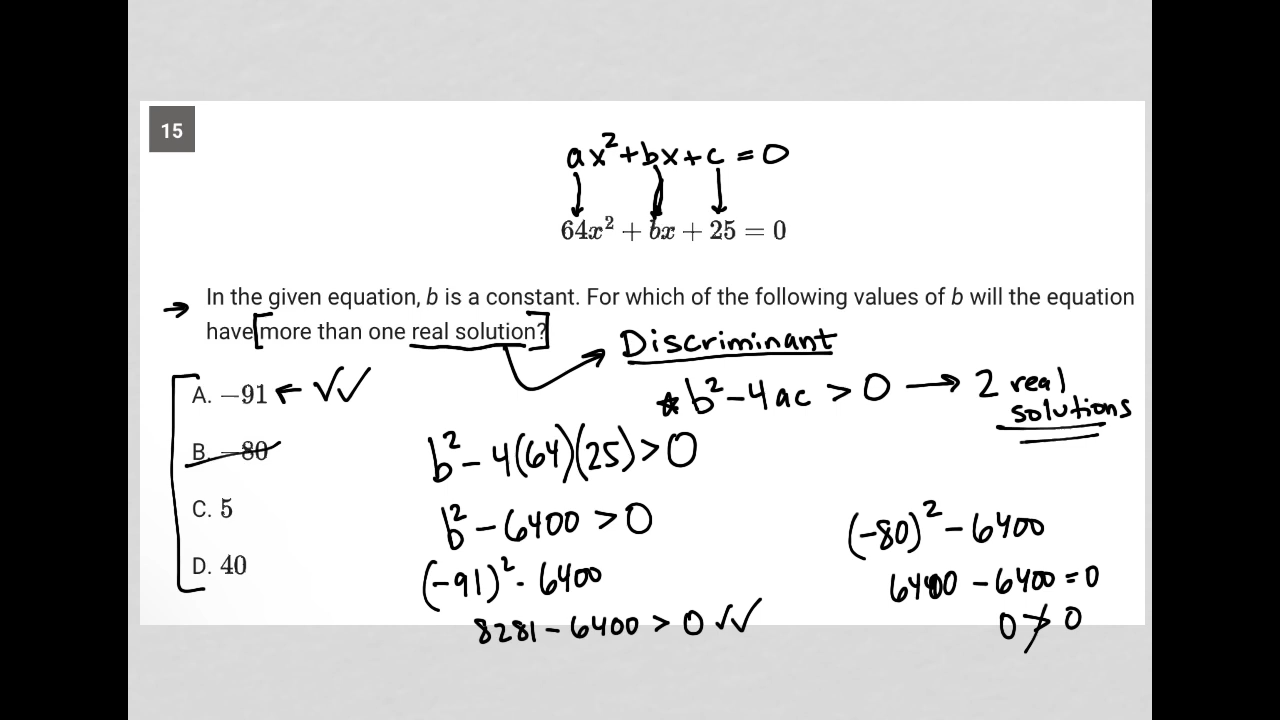 15
ax²+bx+c = 0
64x² + bx + 25 = 0
In the given equation, b is a constant. For which of the following values of b will the equation
have more than one real solution?
Discriminant
A. −91
b²-4ac > 0 → 2 real
solutions
B. −80
b²- 4(64)(25) > 0
C. 5
b² - 6400 > 0
(-80)² - 6400
D. 40
(-91)² - 6400
6400 - 6400 = 0
8281 - 6400 > 0 ✓✓
0 ≯ 0